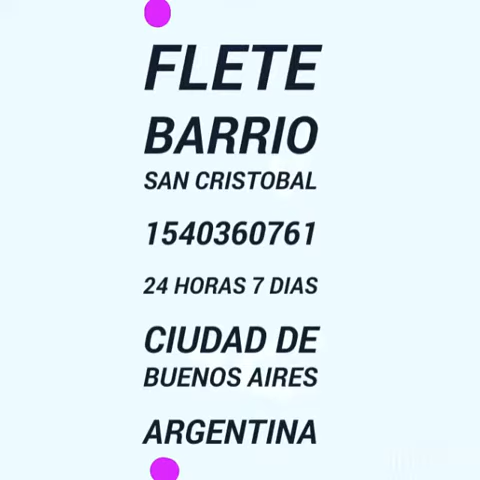 FLETE
BARRIO
SAN CRISTOBAL
1540360761
24 HORAS 7 DIAS
CIUDAD DE
BUENOS AIRES
ARGENTINA